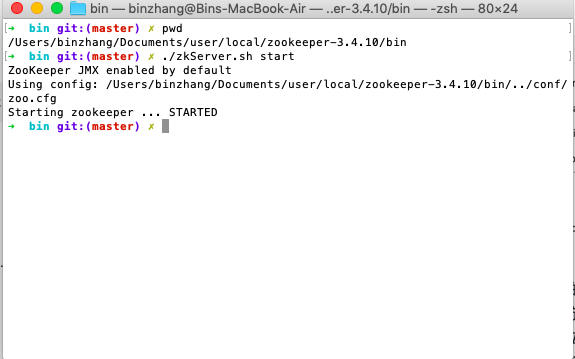 bin — binzhang@Bins-MacBook-Air — ..er-3.4.10/bin — -zsh — 80×24
[➜  bin git:(master) ✗ pwd ]
/Users/binzhang/Documents/user/local/zookeeper-3.4.10/bin
[➜  bin git:(master) ✗ ./zkServer.sh start ]
ZooKeeper JMX enabled by default
Using config: /Users/binzhang/Documents/user/local/zookeeper-3.4.10/bin/../conf/
zoo.cfg
Starting zookeeper ... STARTED
➜  bin git:(master) ✗